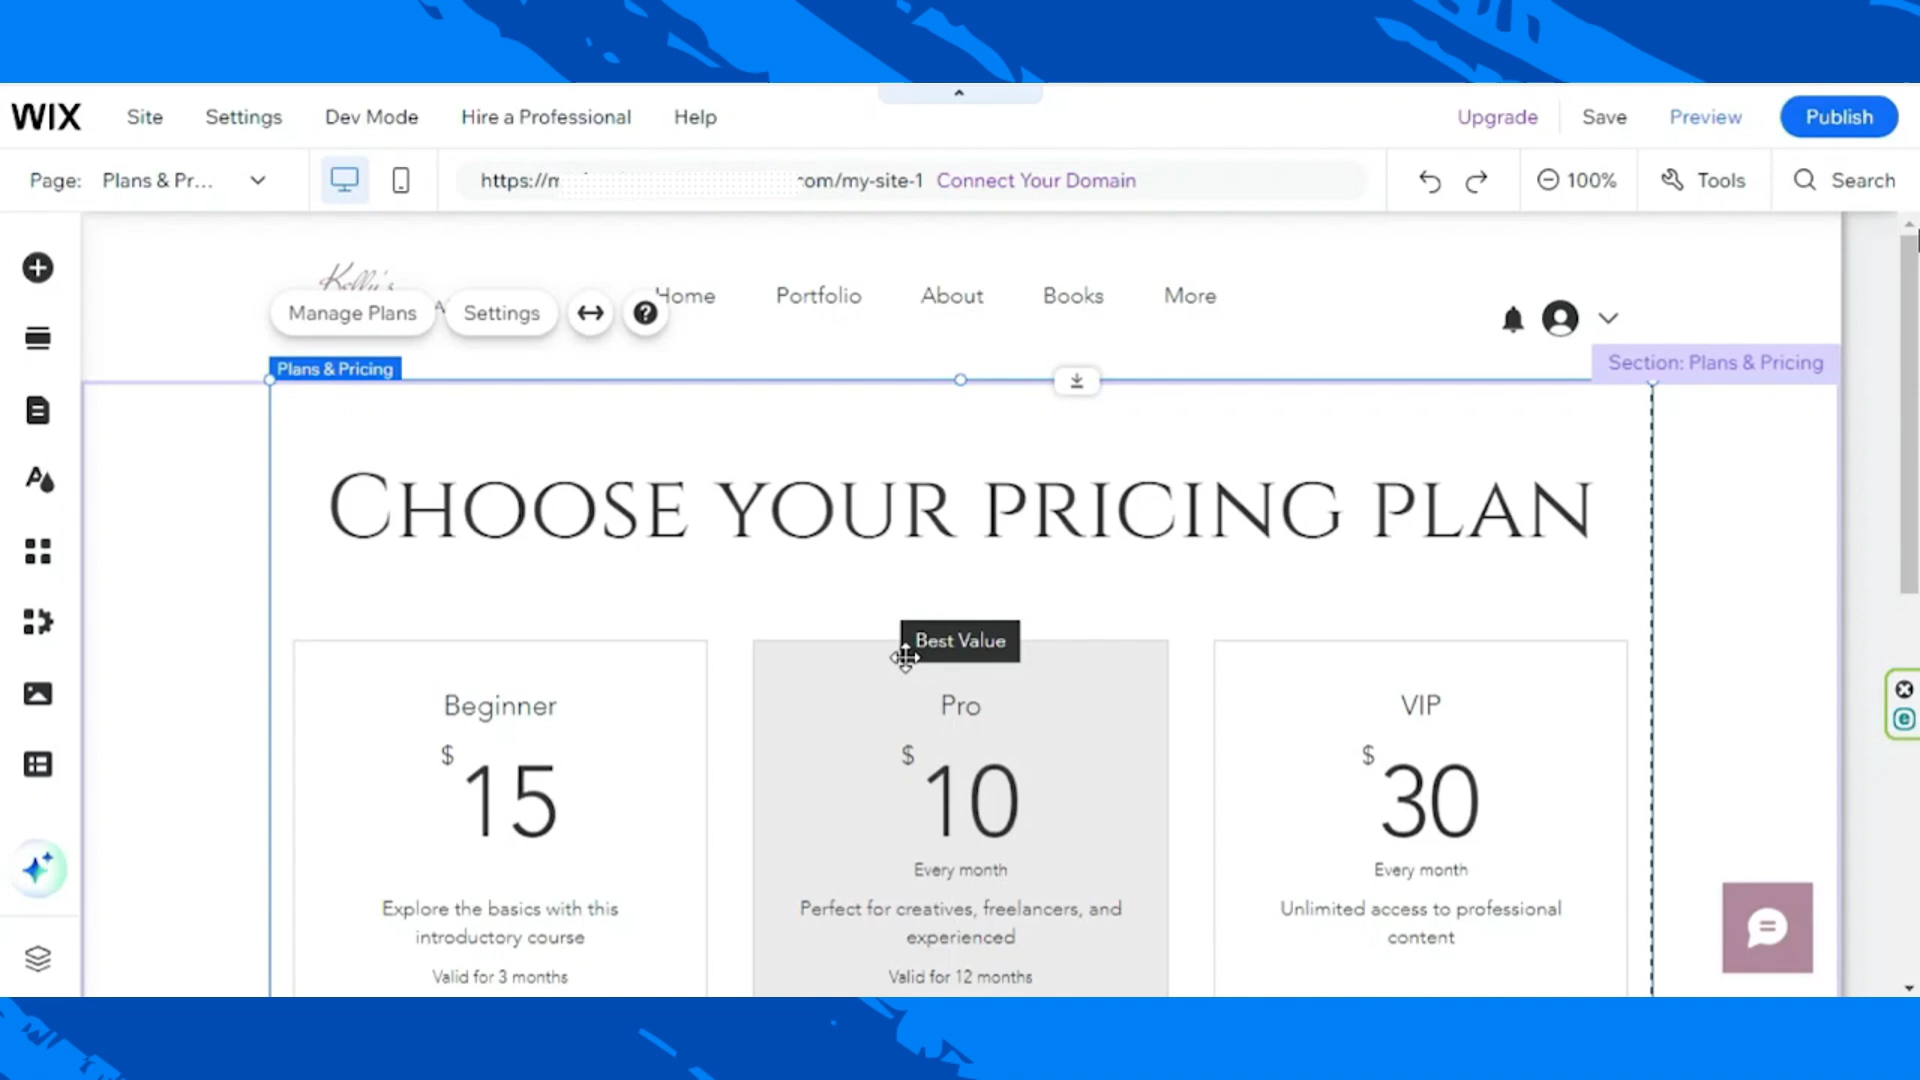 WIX Site Settings Dev Mode Hire a Professional Help Upgrade Save Preview Publish
Page: Plans & Pr... https://m om/my-site-1 Connect Your Domain 100% Tools Search
Kelly's
Manage Plans Settings Home Portfolio About Books More
Plans & Pricing
Section: Plans & Pricing
CHOOSE YOUR PRICING PLAN
Best Value
Beginner
$ 15
Explore the basics with this
introductory course
Valid for 3 months
Pro
$ 10
Every month
Perfect for creatives, freelancers, and
experienced
Valid for 12 months
VIP
$ 30
Every month
Unlimited access to professional
content